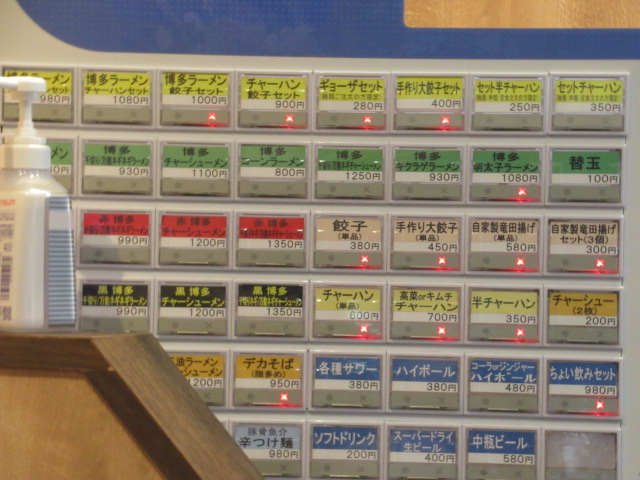 博多ラーメン
980円
博多ラーメン
チャーハンセット
1080円
博多ラーメン
餃子セット
1000円
チャーハン
餃子セット
900円
ギョーザセット
280円
手作り大餃子セット
400円
セット半チャーハン
250円
セットチャーハン
350円
930円
博多
チャーシューメン
1100円
博多
コーンラーメン
800円
博多
1250円
博多
キクラゲラーメン
930円
博多
明太子ラーメン
1080円
替玉
100円
赤博多
990円
赤博多
チャーシューメン
1200円
赤博多
1350円
餃子
(単品)
380円
手作り大餃子
(単品)
450円
自家製竜田揚げ
(単品)
580円
自家製竜田揚げ
セット(3個)
300円
黒博多
990円
黒博多
チャーシューメン
1200円
黒博多
1350円
チャーハン
(単品)
600円
高菜orキムチ
チャーハン
700円
半チャーハン
350円
チャーシュー
(2枚)
200円
1200円
デカそば
(脂多め)
950円
各種サワー
380円
ハイボール
380円
コーラorジンジャー
ハイボール
480円
ちょい飲みセット
980円
豚骨魚介
辛つけ麺
980円
ソフトドリンク
200円
スーパードライ
生ビール
400円
中瓶ビール
580円